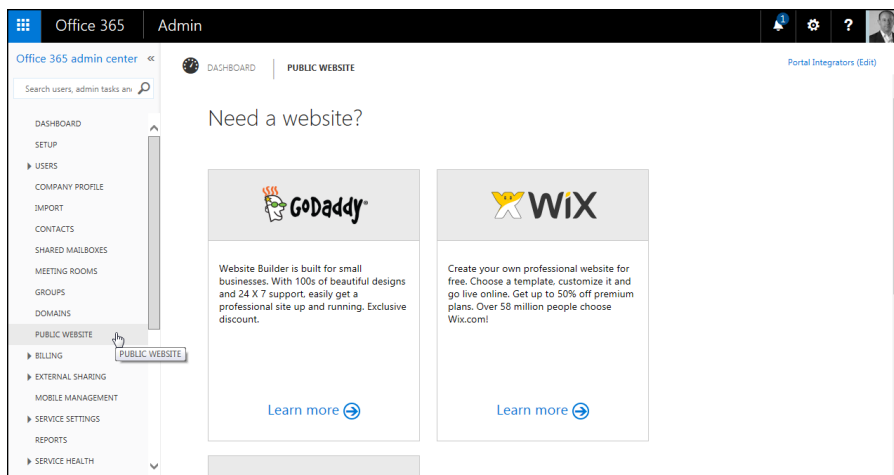 Office 365 Admin 1 ?
Office 365 admin center «
Search users, admin tasks and
DASHBOARD
SETUP
USERS
COMPANY PROFILE
IMPORT
CONTACTS
SHARED MAILBOXES
MEETING ROOMS
GROUPS
DOMAINS
PUBLIC WEBSITE
PUBLIC WEBSITE
BILLING
EXTERNAL SHARING
MOBILE MANAGEMENT
SERVICE SETTINGS
REPORTS
SERVICE HEALTH
DASHBOARD PUBLIC WEBSITE
Portal Integrators (Edit)
Need a website?
GoDaddy
Website Builder is built for small
businesses. With 100s of beautiful designs
and 24 X 7 support, easily get a
professional site up and running. Exclusive
discount.
Learn more
WiX
Create your own professional website for
free. Choose a template, customize it and
go live online. Get up to 50% off premium
plans. Over 58 million people choose
Wix.com!
Learn more